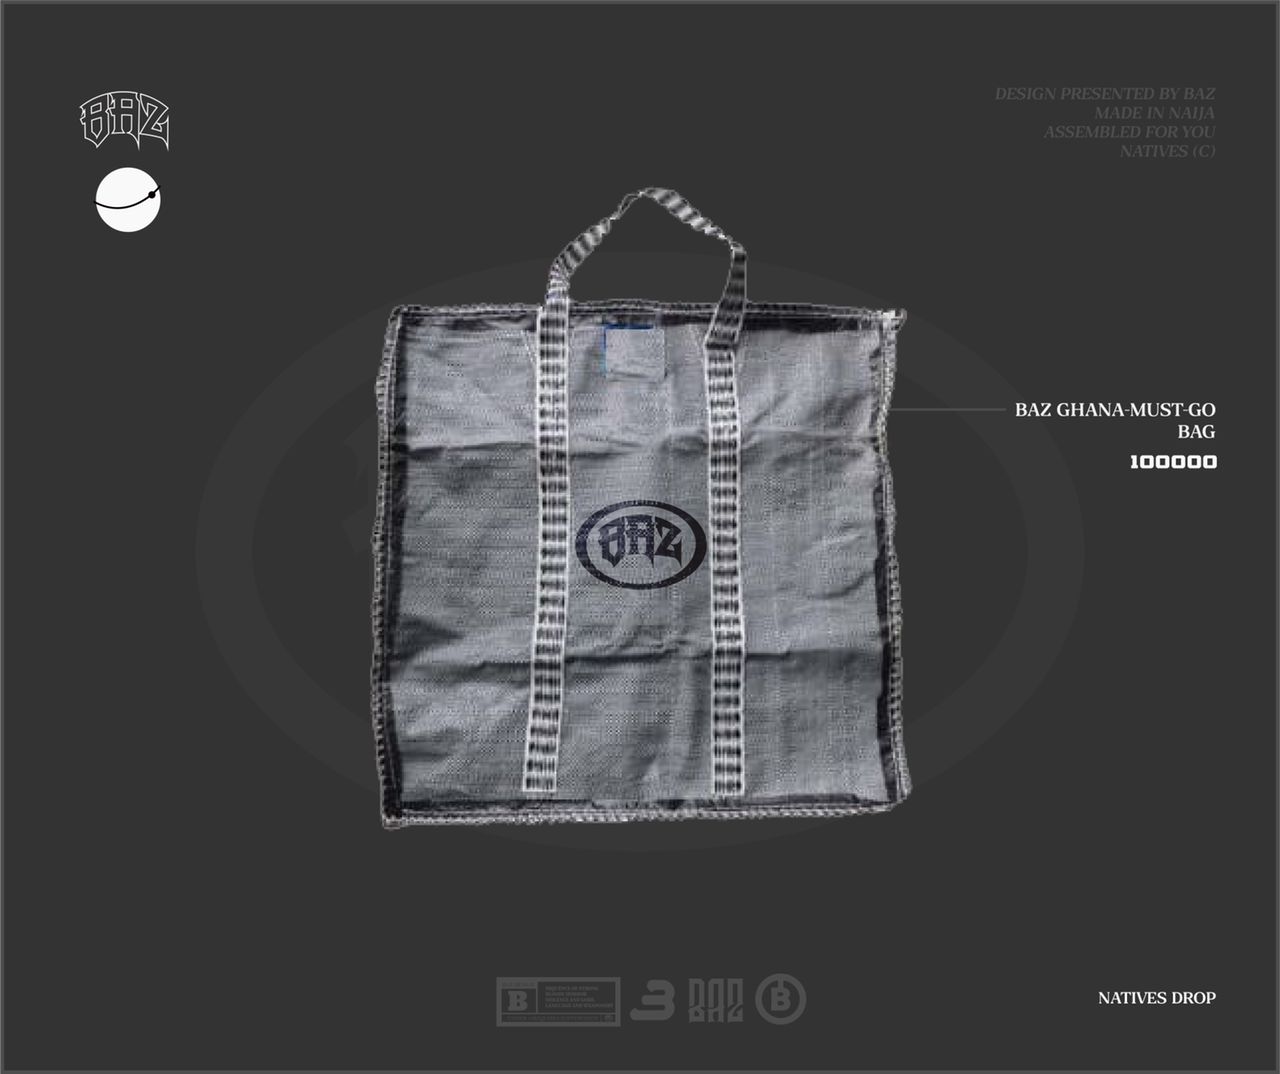 BAZ
DESIGN PRESENTED BY BAZ
MADE IN NAIJA
ASSEMBLED FOR YOU
NATIVES (C)
BAZ GHANA-MUST-GO
BAG
100000
BAZ
B
B
BAZ
B
NATIVES DROP